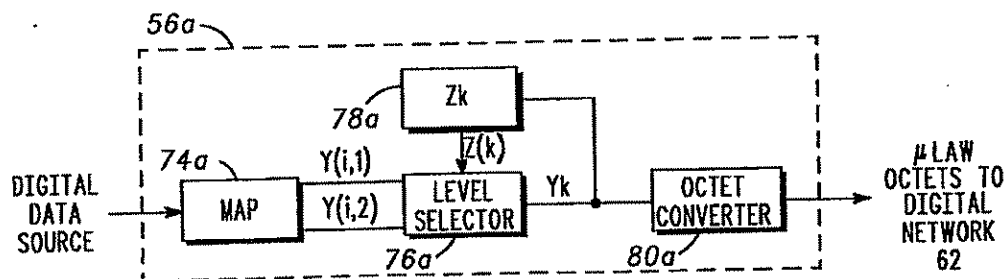 56a
78a
Zk
Z(k)
74a
Y(i,1)
DIGITAL
DATA
SOURCE
MAP
Y(i,2)
LEVEL
SELECTOR
76a
Yk
OCTET
CONVERTER
80a
μ LAW
OCTETS TO
DIGITAL
NETWORK
62